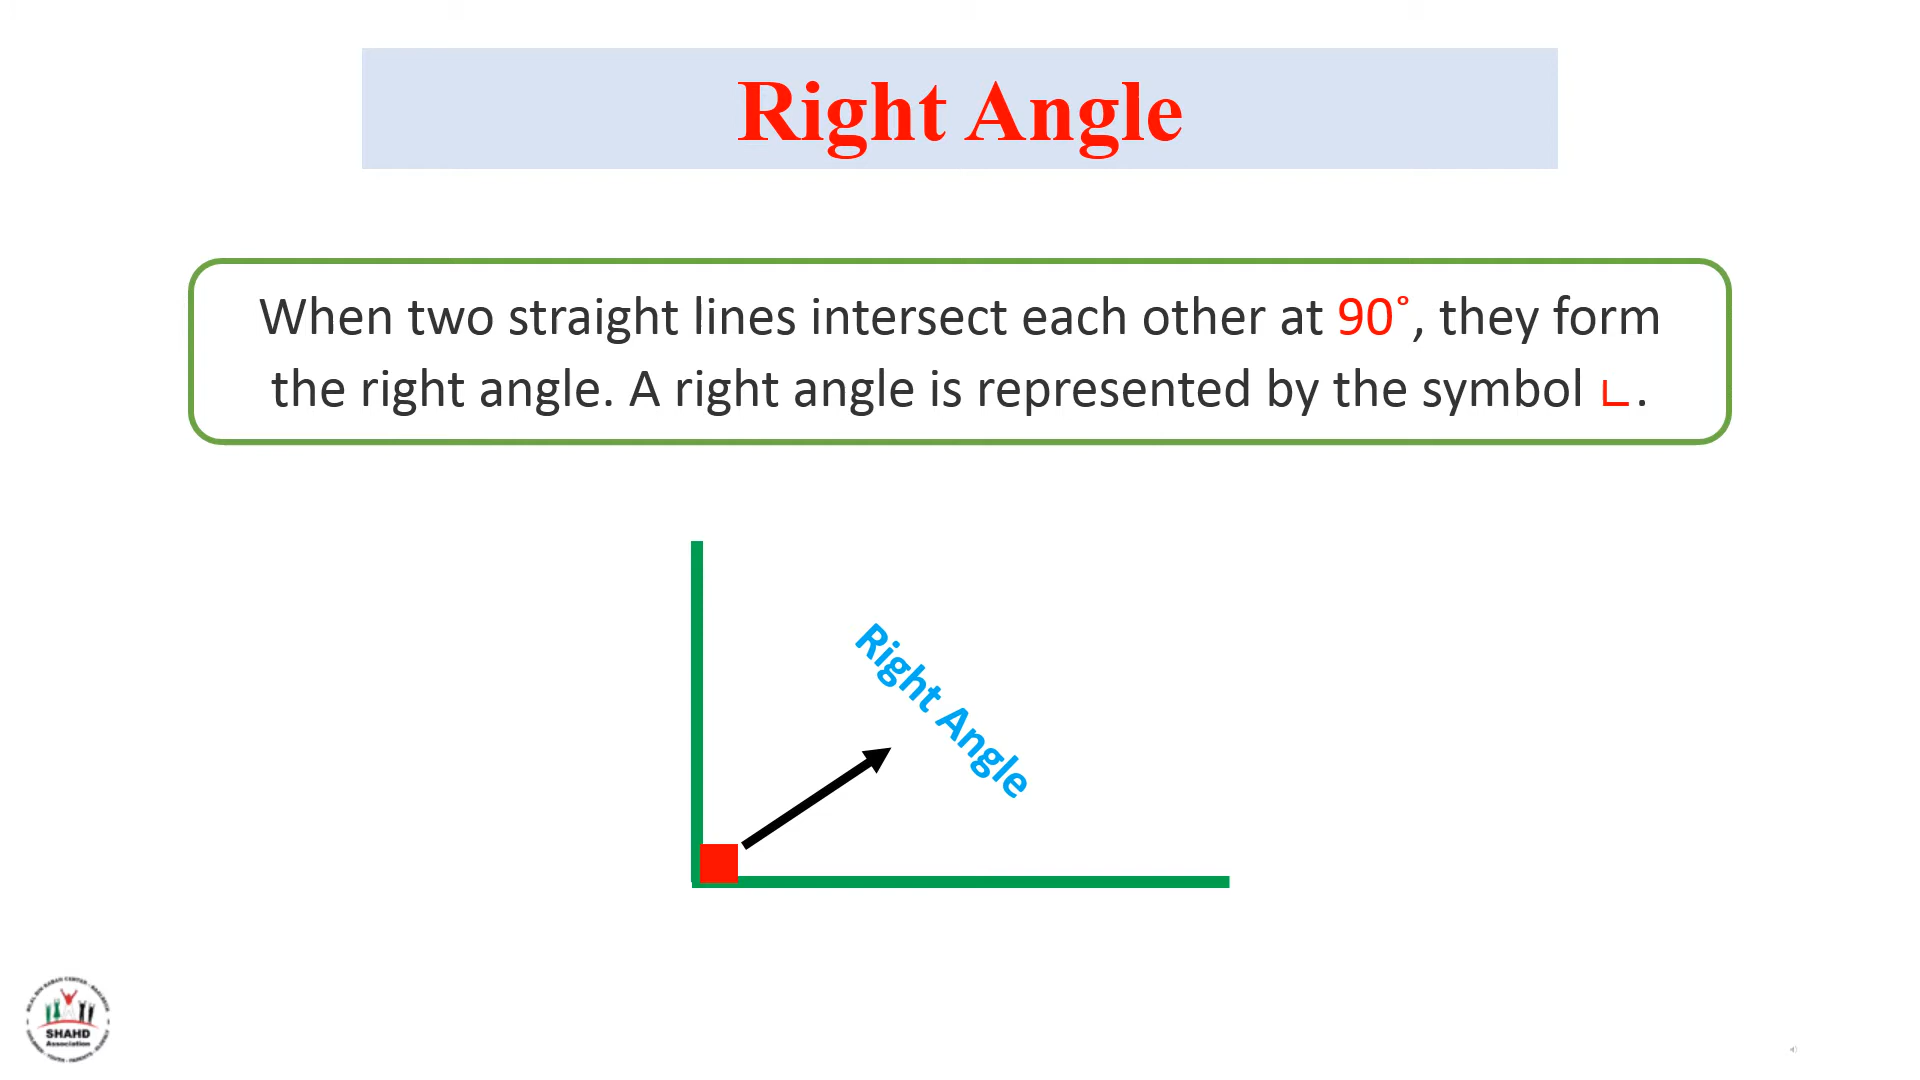 Right Angle
When two straight lines intersect each other at 90˚, they form
the right angle. A right angle is represented by the symbol ∟.
Right Angle
SHAHD
Association